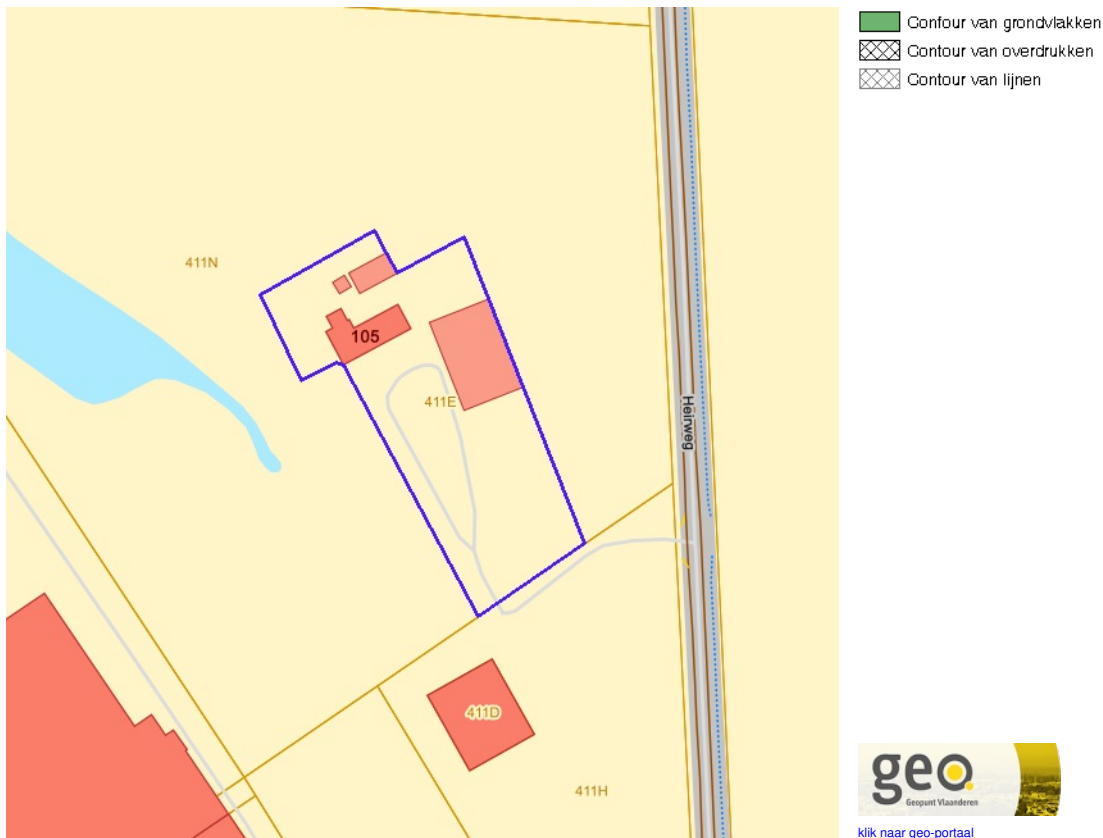 Contour van grondvlakken
Contour van overdrukken
Contour van lijnen
411N
105
411E
Heirweg
411D
411H
geo
Geopunt Vlaanderen
klik naar geo-portaal